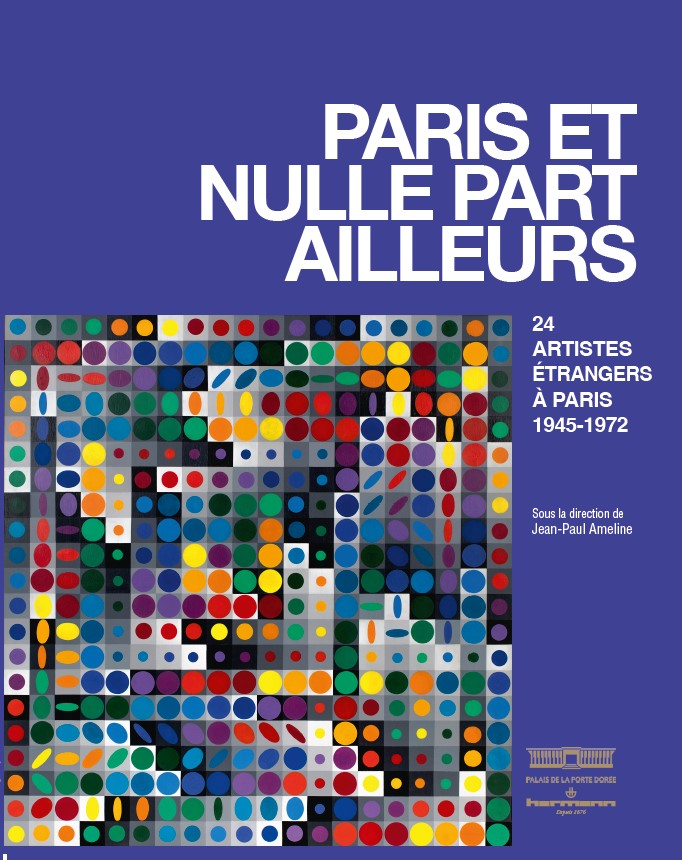 PARIS ET
NULLE PART
AILLEURS
24
ARTISTES
ÉTRANGERS
À PARIS
1945-1972
Sous la direction de
Jean-Paul Ameline
PALAIS DE LA PORTE DORÉE
hermann
Depuis 1876